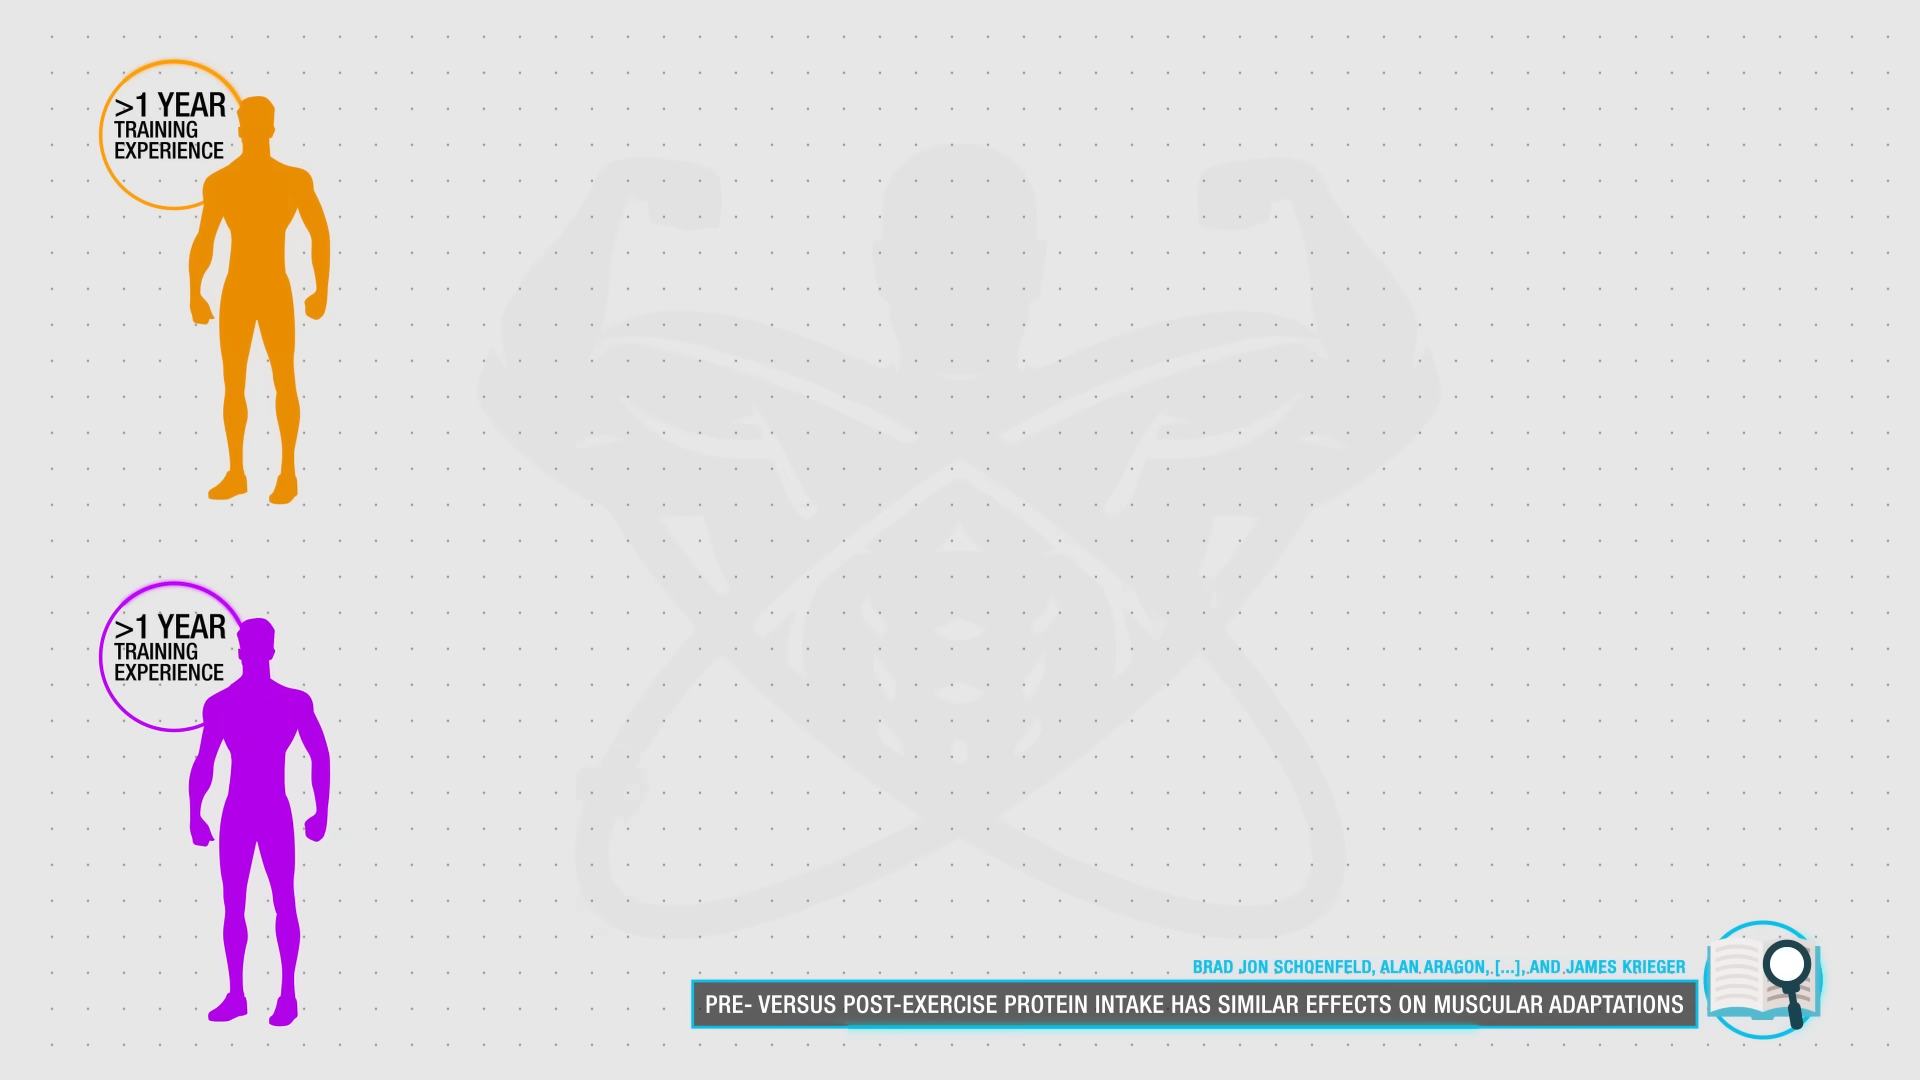 >1 YEAR
TRAINING
EXPERIENCE
>1 YEAR
TRAINING
EXPERIENCE
BRAD JON SCHOENFELD, ALAN ARAGON, [...], AND JAMES KRIEGER
PRE- VERSUS POST-EXERCISE PROTEIN INTAKE HAS SIMILAR EFFECTS ON MUSCULAR ADAPTATIONS